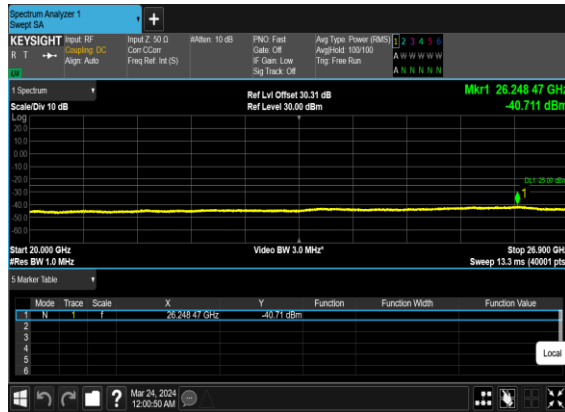 Spectrum Analyzer 1
Swept SA
+
KEYSIGHT Input: RF Input Z: 50 Ω #Atten: 10 dB PNO: Fast Avg Type: Power (RMS) 1 2 3 4 5 6
R T Coupling: DC Corr CCorr Gate: Off Avg|Hold: 100/100 A W W W W W
Align: Auto Freq Ref: Int (S) IF Gain: Low Trig: Free Run
LU Sig Track: Off A N N N N N
1 Spectrum Ref Lvl Offset 30.31 dB Mkr1 26.248 47 GHz
Scale/Div 10 dB Ref Level 30.00 dBm -40.711 dBm
Log
20.0
10.0
0.00
-10.0
-20.0
DL1 -25.00 dBm
-30.0
1
-40.0
-50.0
-60.0
Start 20.000 GHz Video BW 3.0 MHz* Stop 26.900 GHz
#Res BW 1.0 MHz Sweep 13.3 ms (40001 pts)
5 Marker Table
Mode Trace Scale X Y Function Function Width Function Value
1 N 1 f 26.248 47 GHz -40.71 dBm
2
3
4
5
6
Local
? Mar 24, 2024
12:00:50 AM